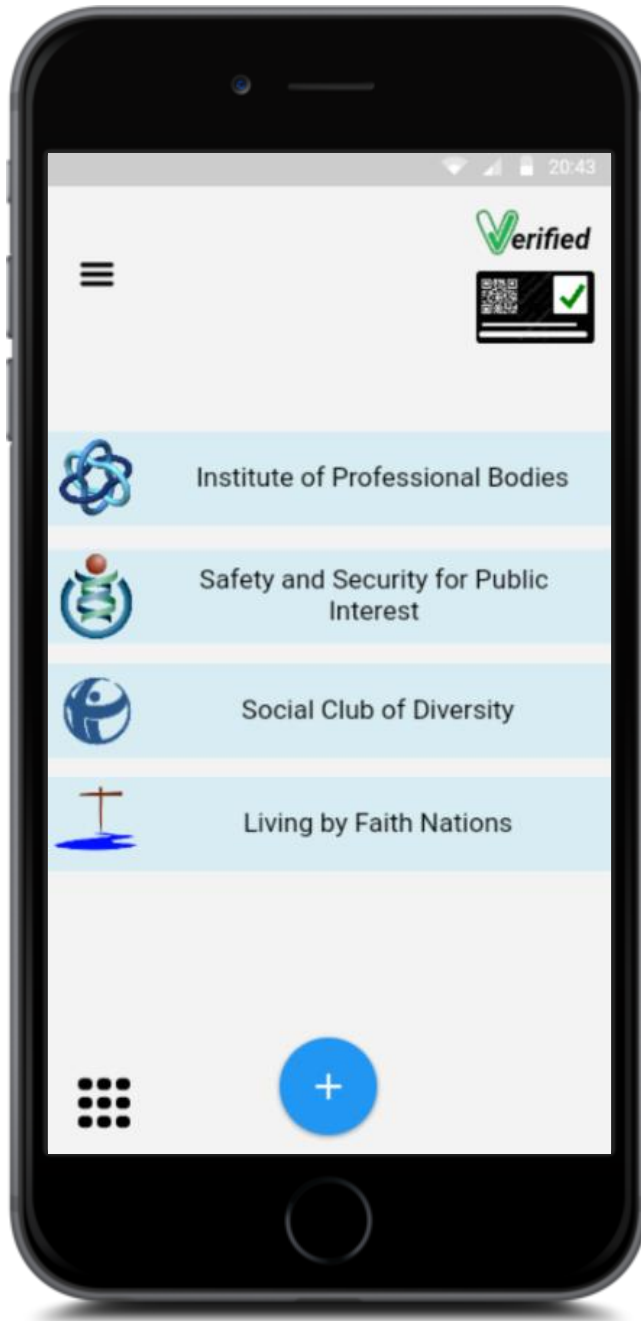 20:43
Verified
Institute of Professional Bodies
Safety and Security for Public
Interest
Social Club of Diversity
Living by Faith Nations
+